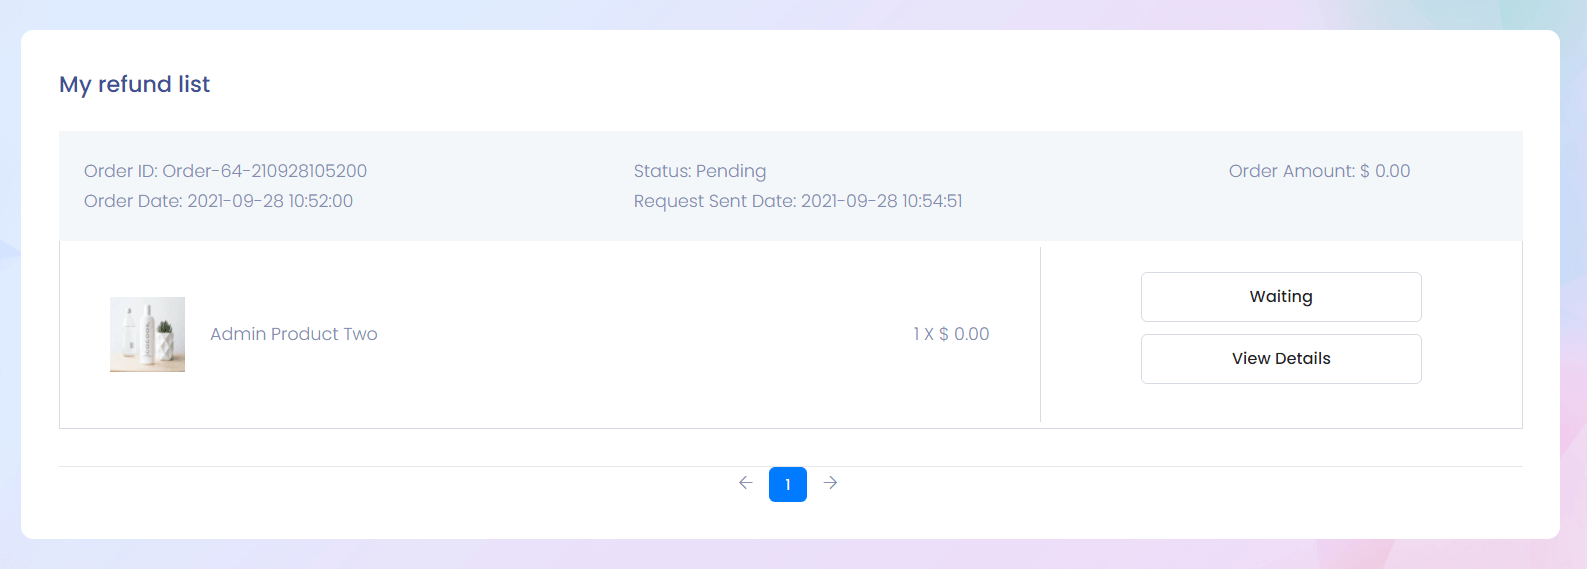 My refund list
Order ID: Order-64-210928105200
Status: Pending
Order Amount: $ 0.00
Order Date: 2021-09-28 10:52:00
Request Sent Date: 2021-09-28 10:54:51
Admin Product Two
1 X $ 0.00
Waiting
View Details
1